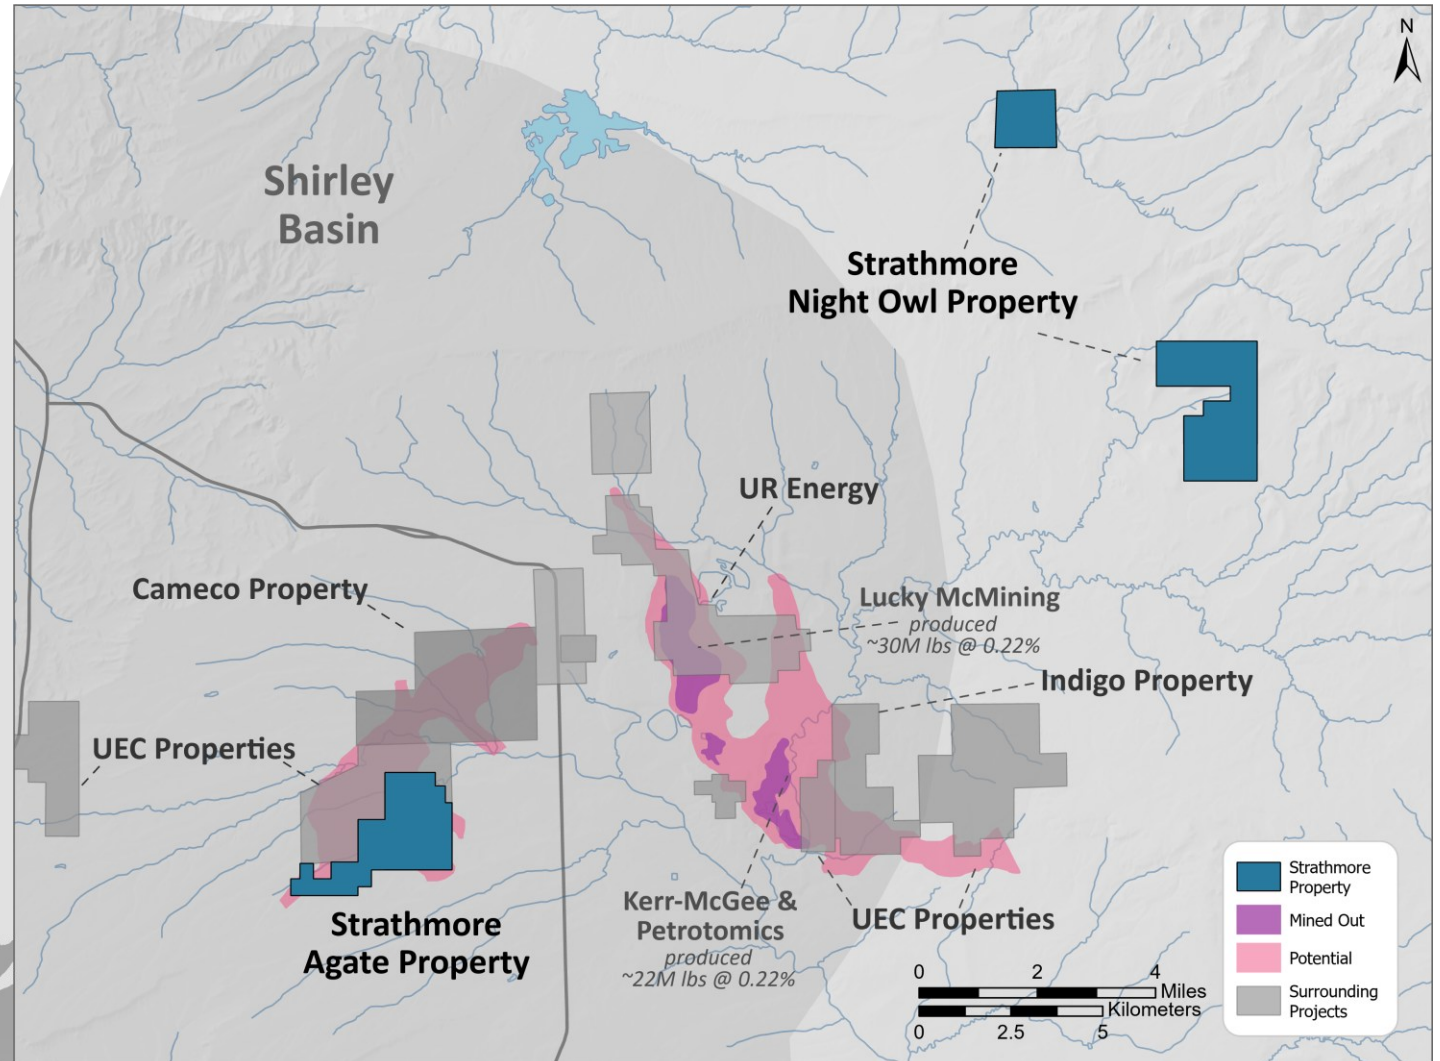 N
Shirley
Basin
Strathmore
Night Owl Property
UR Energy
Cameco Property
Lucky McMining
produced
~30M lbs @ 0.22%
Indigo Property
UEC Properties
Strathmore
Agate Property
Kerr-McGee &
Petrotomics
produced
~22M lbs @ 0.22%
UEC Properties
0 2 4
Miles
Kilometers
0 2.5 5
Strathmore
Property
Mined Out
Potential
Surrounding
Projects